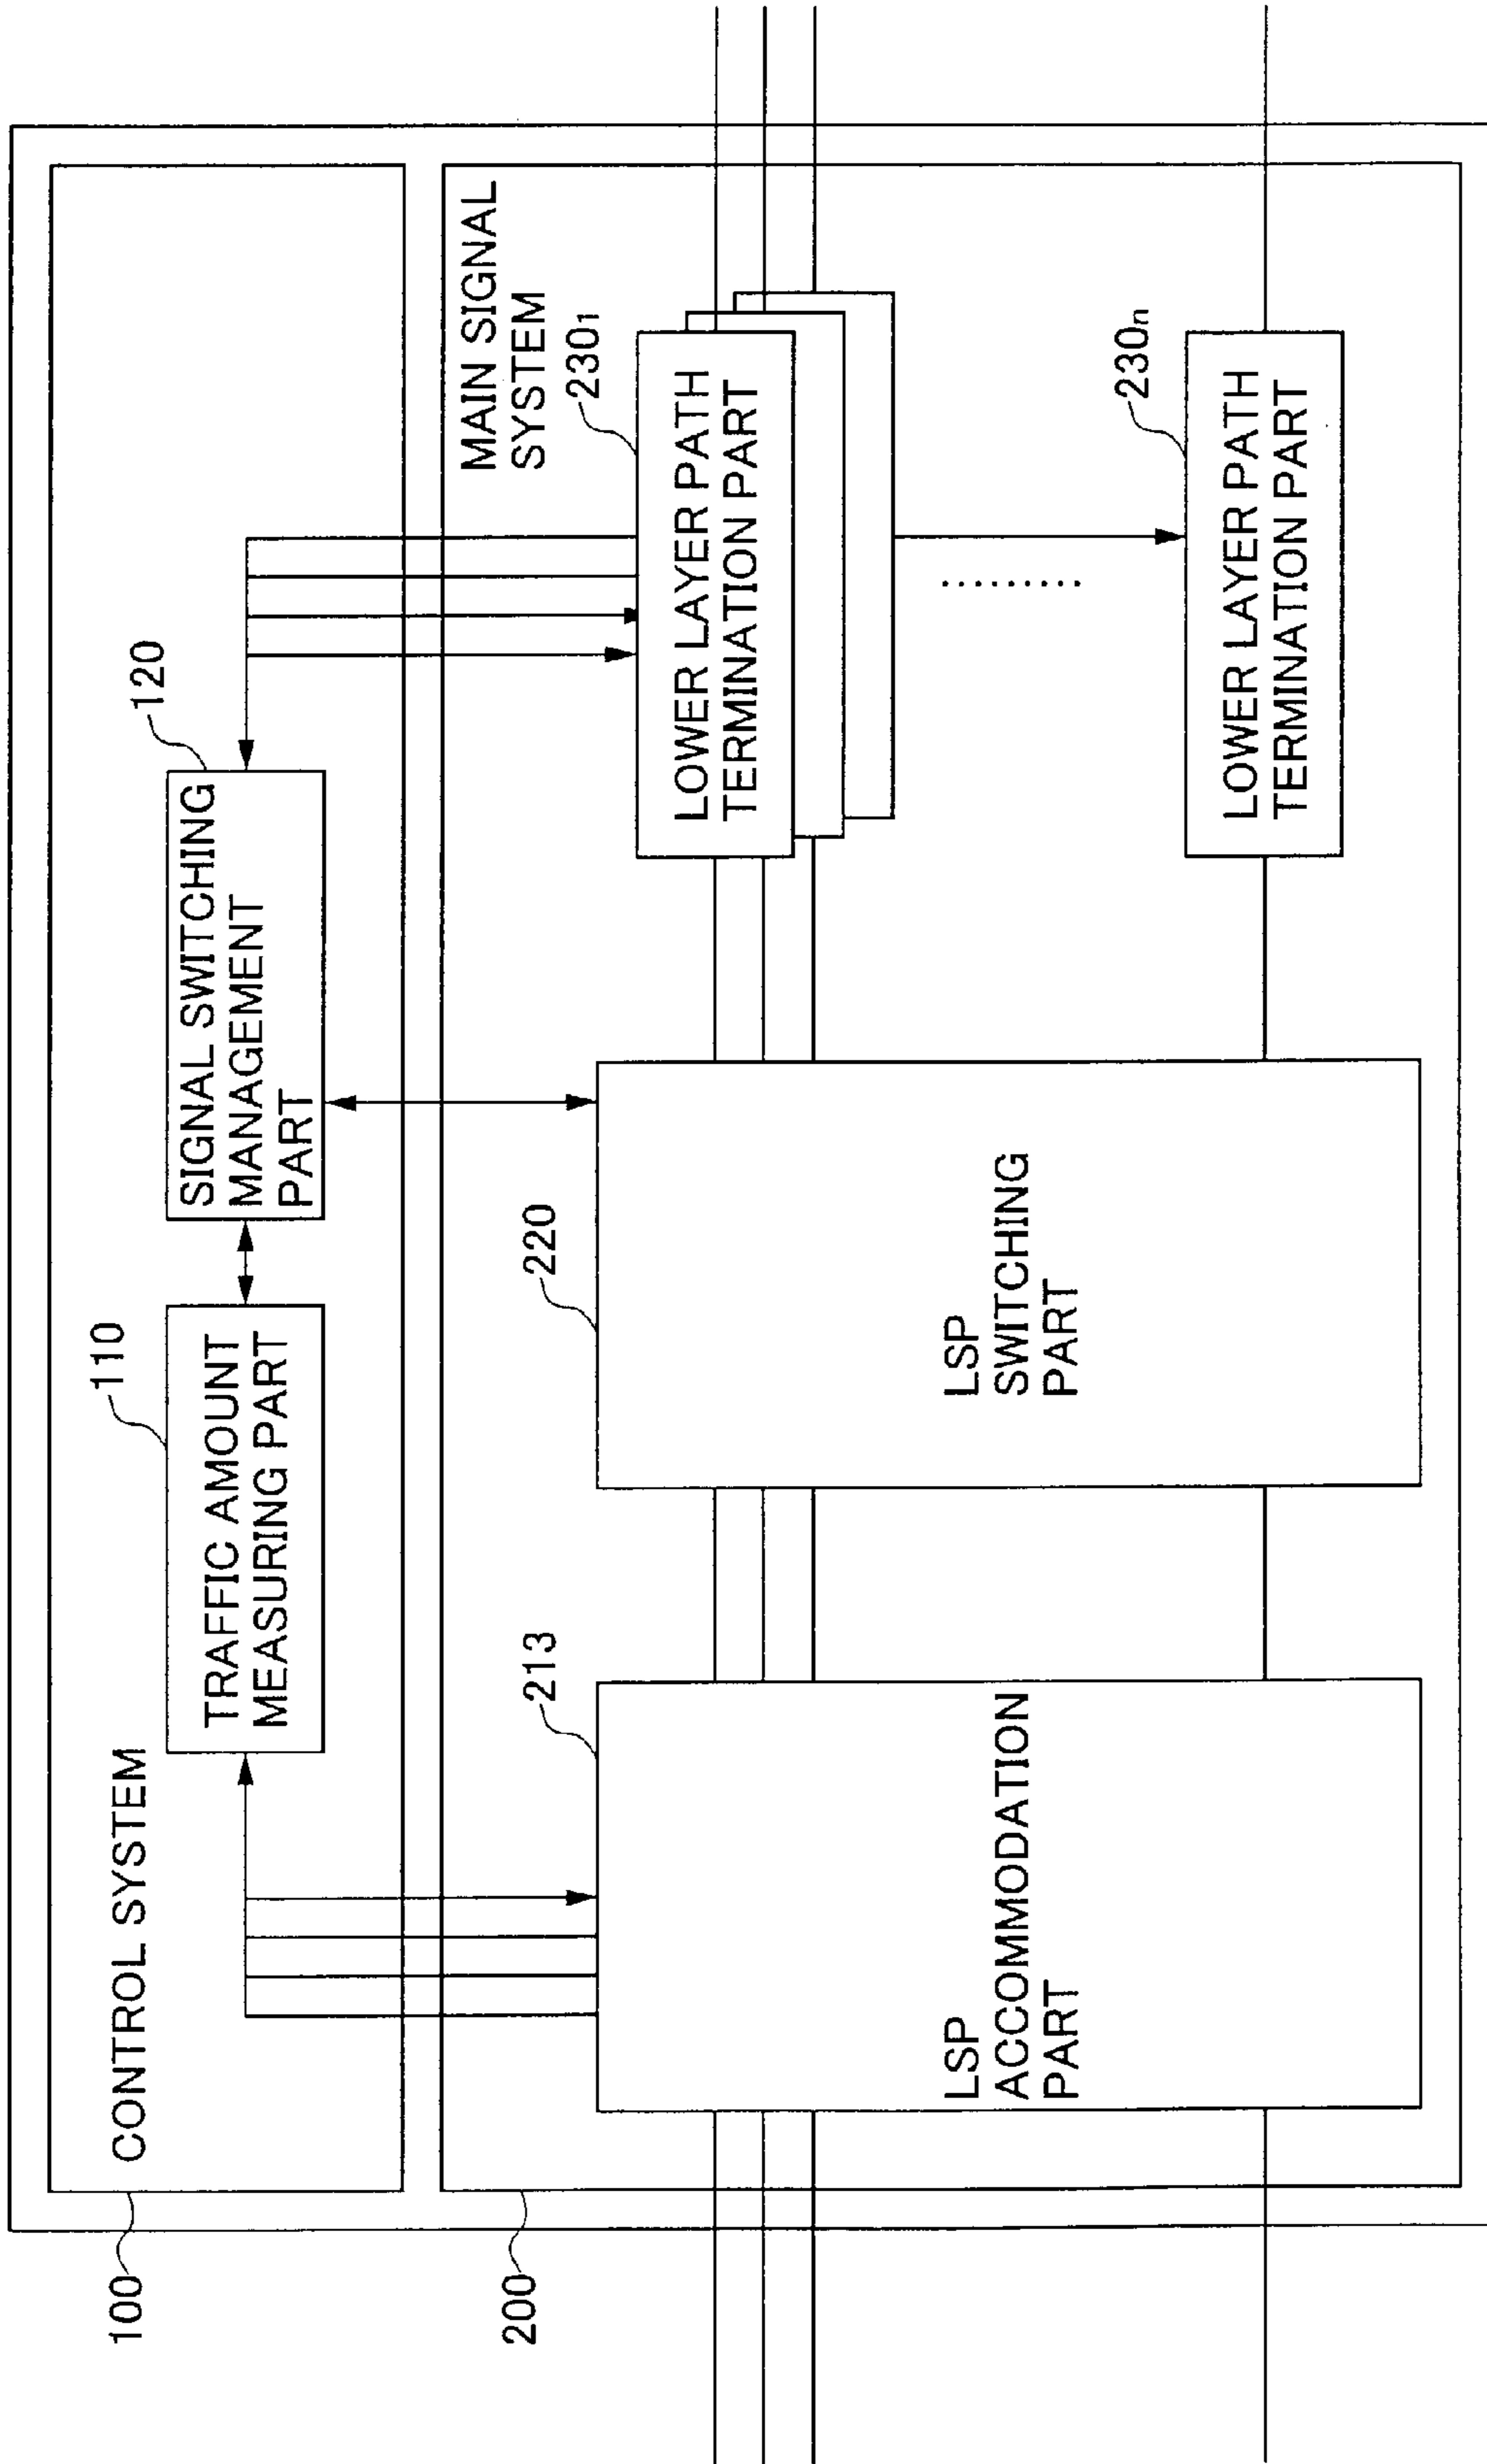 100
CONTROL SYSTEM
110
TRAFFIC AMOUNT
MEASURING PART
120
SIGNAL SWITCHING
MANAGEMENT
PART
200
MAIN SIGNAL
SYSTEM
213
LSP
ACCOMMODATION
PART
220
LSP
SWITCHING
PART
230₁
LOWER LAYER PATH
TERMINATION PART
.........
230ₙ
LOWER LAYER PATH
TERMINATION PART